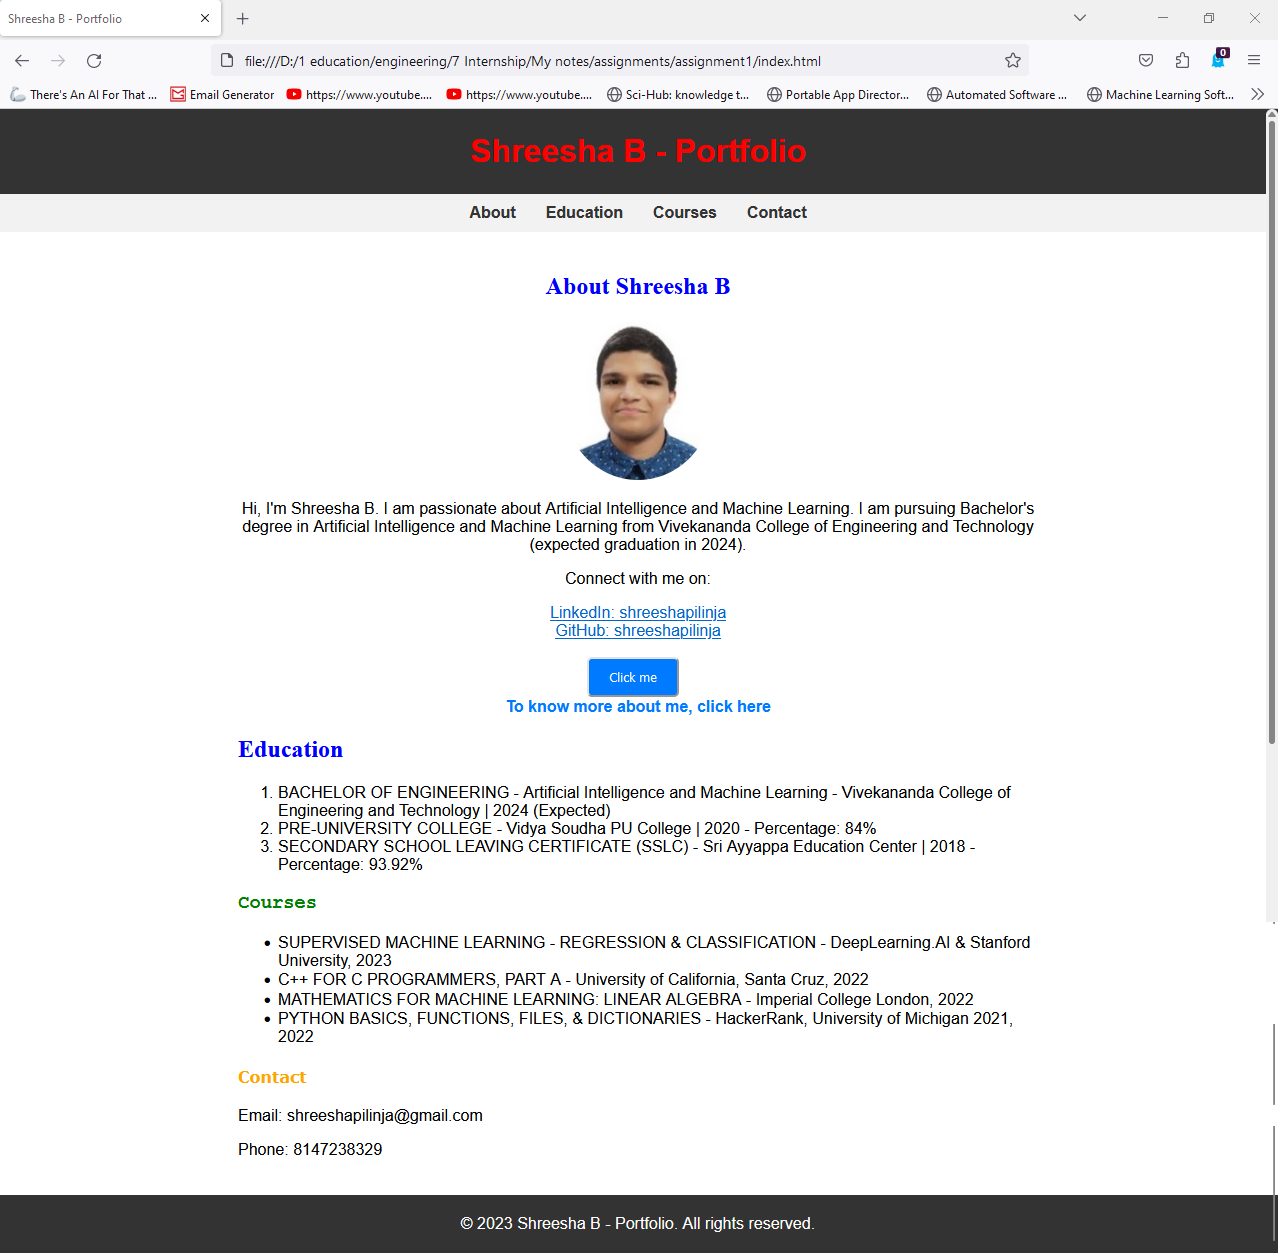 Shreesha B - Portfolio
file:///D:/1 education/engineering/7 Internship/My notes/assignments/assignment1/index.html
0
There's An AI For That ...
Email Generator
https://www.youtube....
https://www.youtube....
Sci-Hub: knowledge t...
Portable App Director...
Automated Software ...
Machine Learning Soft...
Shreesha B - Portfolio
About
Education
Courses
Contact
About Shreesha B
Hi, I'm Shreesha B. I am passionate about Artificial Intelligence and Machine Learning. I am pursuing Bachelor's
degree in Artificial Intelligence and Machine Learning from Vivekananda College of Engineering and Technology
(expected graduation in 2024).
Connect with me on:
LinkedIn: shreeshapilinja
GitHub: shreeshapilinja
Click me
To know more about me, click here
Education
1. BACHELOR OF ENGINEERING - Artificial Intelligence and Machine Learning - Vivekananda College of
Engineering and Technology | 2024 (Expected)
2. PRE-UNIVERSITY COLLEGE - Vidya Soudha PU College | 2020 - Percentage: 84%
3. SECONDARY SCHOOL LEAVING CERTIFICATE (SSLC) - Sri Ayyappa Education Center | 2018 -
Percentage: 93.92%
Courses
• SUPERVISED MACHINE LEARNING - REGRESSION & CLASSIFICATION - DeepLearning.AI & Stanford
University, 2023
• C++ FOR C PROGRAMMERS, PART A - University of California, Santa Cruz, 2022
• MATHEMATICS FOR MACHINE LEARNING: LINEAR ALGEBRA - Imperial College London, 2022
• PYTHON BASICS, FUNCTIONS, FILES, & DICTIONARIES - HackerRank, University of Michigan 2021,
2022
Contact
Email: shreeshapilinja@gmail.com
Phone: 8147238329
© 2023 Shreesha B - Portfolio. All rights reserved.